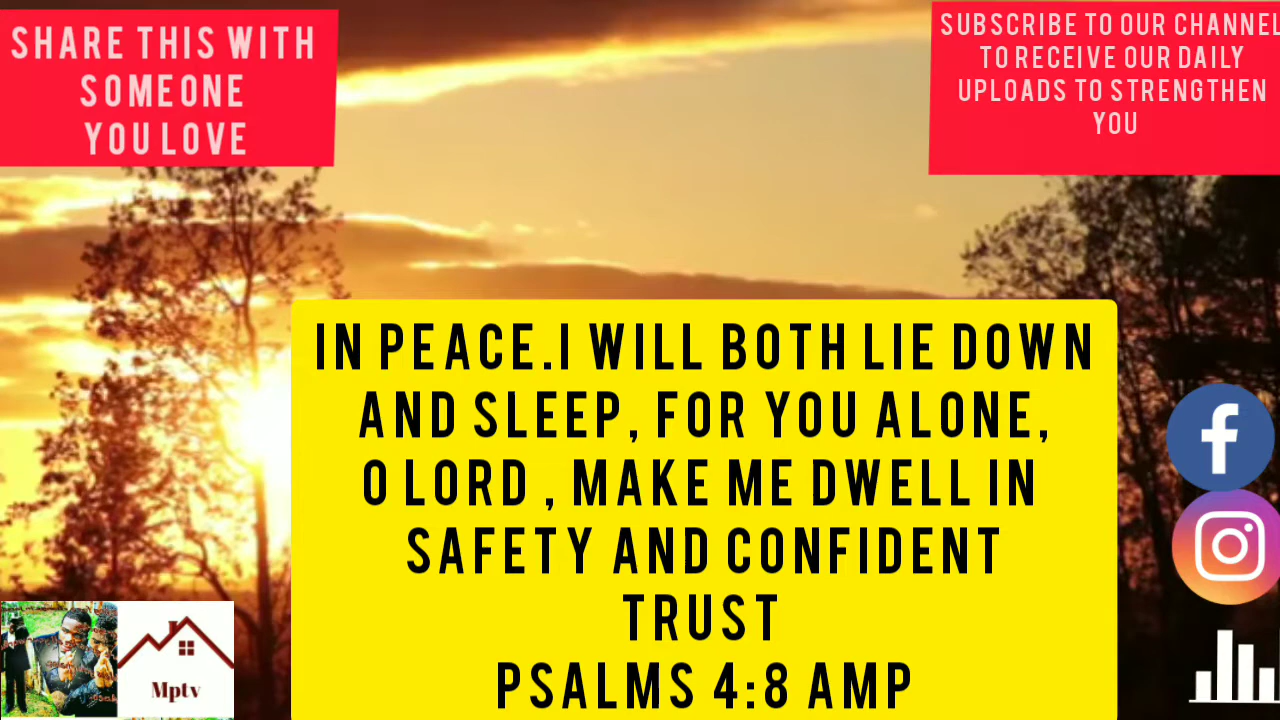 SHARE THIS WITH
SOMEONE
YOU LOVE
SUBSCRIBE TO OUR CHANNEL
TO RECEIVE OUR DAILY
UPLOADS TO STRENGTHEN
YOU
IN PEACE.I WILL BOTH LIE DOWN
AND SLEEP, FOR YOU ALONE,
O LORD , MAKE ME DWELL IN
SAFETY AND CONFIDENT
TRUST
PSALMS 4:8 AMP
Mptv